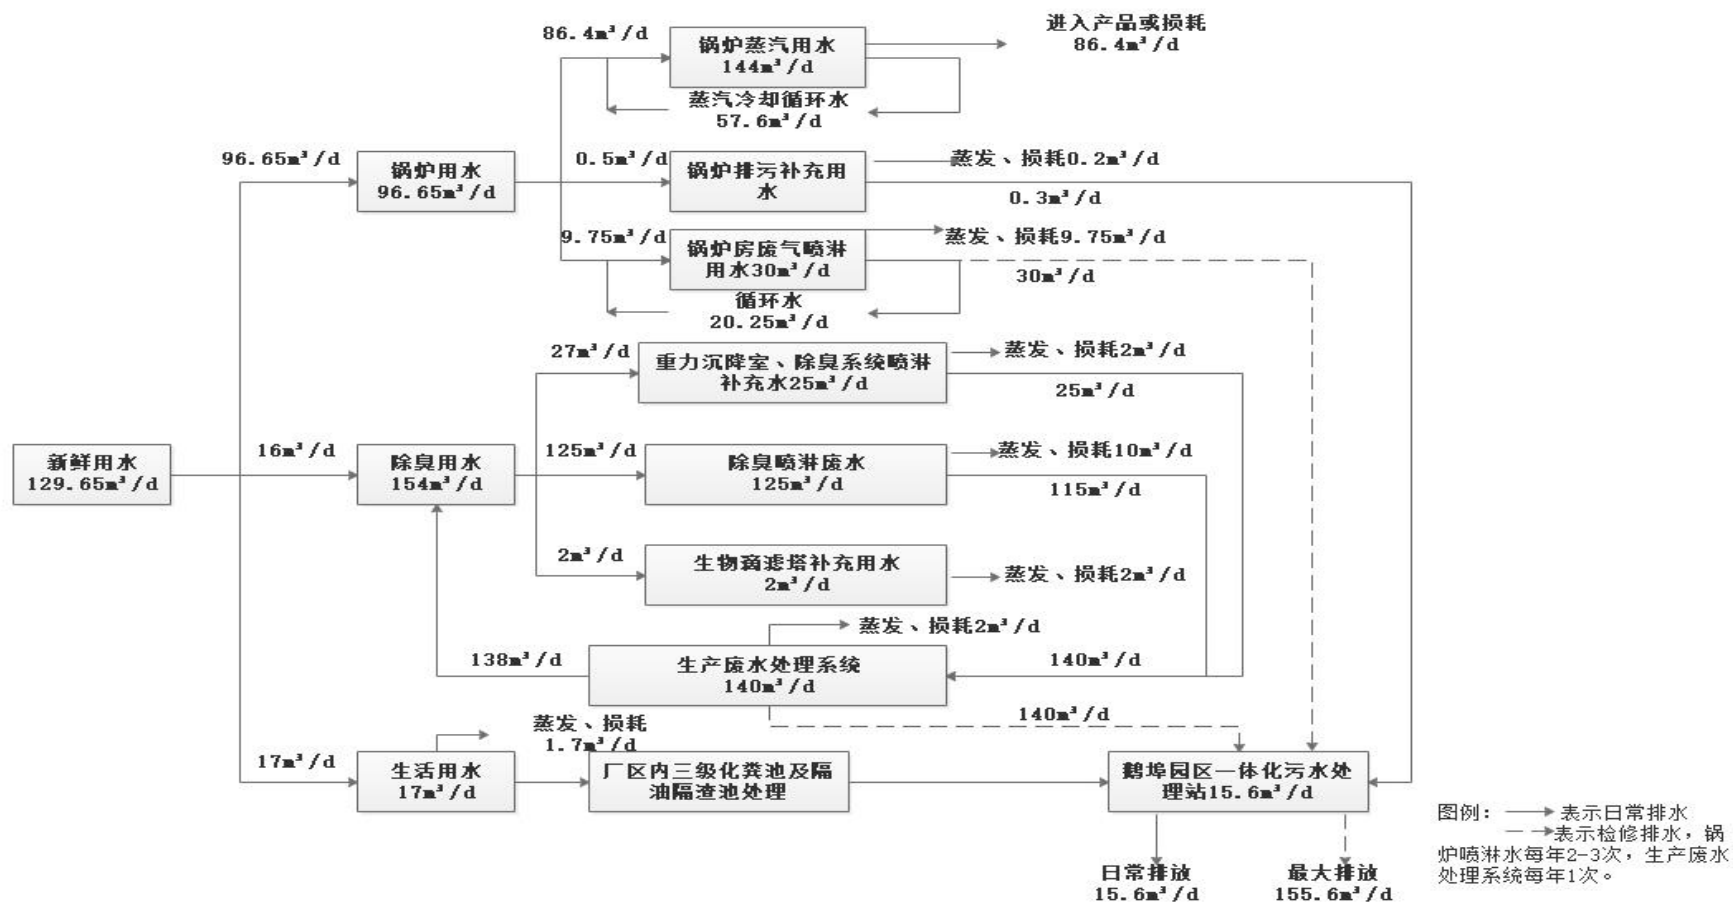 86.4m³/d
锅炉蒸汽用水
144m³/d
进入产品或损耗
86.4m³/d
蒸汽冷却循环水
57.6m³/d
96.65m³/d
锅炉用水
96.65m³/d
0.5m³/d
锅炉排污补充用
水
蒸发、损耗0.2m³/d
0.3m³/d
9.75m³/d
锅炉房废气喷淋
用水30m³/d
蒸发、损耗9.75m³/d
30m³/d
循环水
20.25m³/d
27m³/d
重力沉降室、除臭系统喷淋
补充水25m³/d
蒸发、损耗2m³/d
25m³/d
新鲜用水
129.65m³/d
16m³/d
除臭用水
154m³/d
125m³/d
除臭喷淋废水
125m³/d
蒸发、损耗10m³/d
115m³/d
2m³/d
生物滴滤塔补充用水
2m³/d
蒸发、损耗2m³/d
蒸发、损耗2m³/d
138m³/d
生产废水处理系统
140m³/d
140m³/d
140m³/d
蒸发、损耗
1.7m³/d
17m³/d
生活用水
17m³/d
厂区内三级化粪池及隔
油隔渣池处理
鹅埠园区一体化污水处
理站15.6m³/d
日常排放
15.6m³/d
最大排放
155.6m³/d
图例：表示日常排水
表示检修排水，锅
炉喷淋水每年2-3次，生产废水
处理系统每年1次。